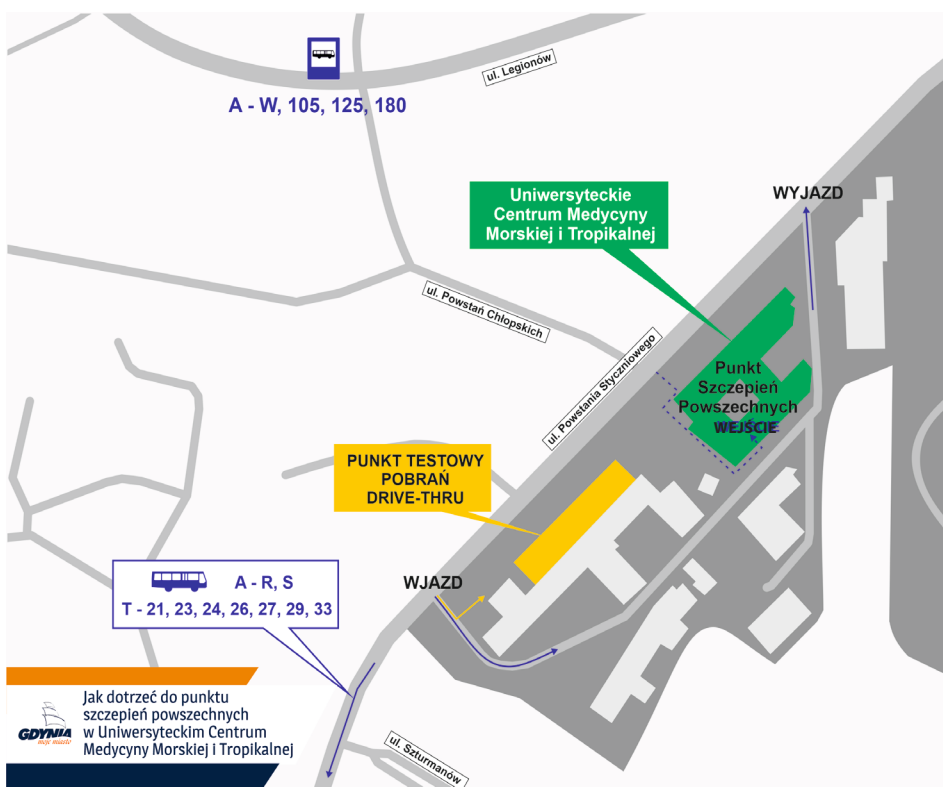 ul. Legionów
A - W, 105, 125, 180
Uniwersyteckie
Centrum Medycyny
Morskiej i Tropikalnej
WYJAZD
ul. Powstań Chłopskich
ul. Powstania Styczniowego
Punkt
Szczepień
Powszechnych
WEJŚCIE
PUNKT TESTOWY
POBRAŃ
DRIVE-THRU
WJAZD
A - R, S
T - 21, 23, 24, 26, 27, 29, 33
GDYNIA
moje miasto
Jak dotrzeć do punktu
szczepień powszechnych
w Uniwersyteckim Centrum
Medycyny Morskiej i Tropikalnej
ul. Szturmanów